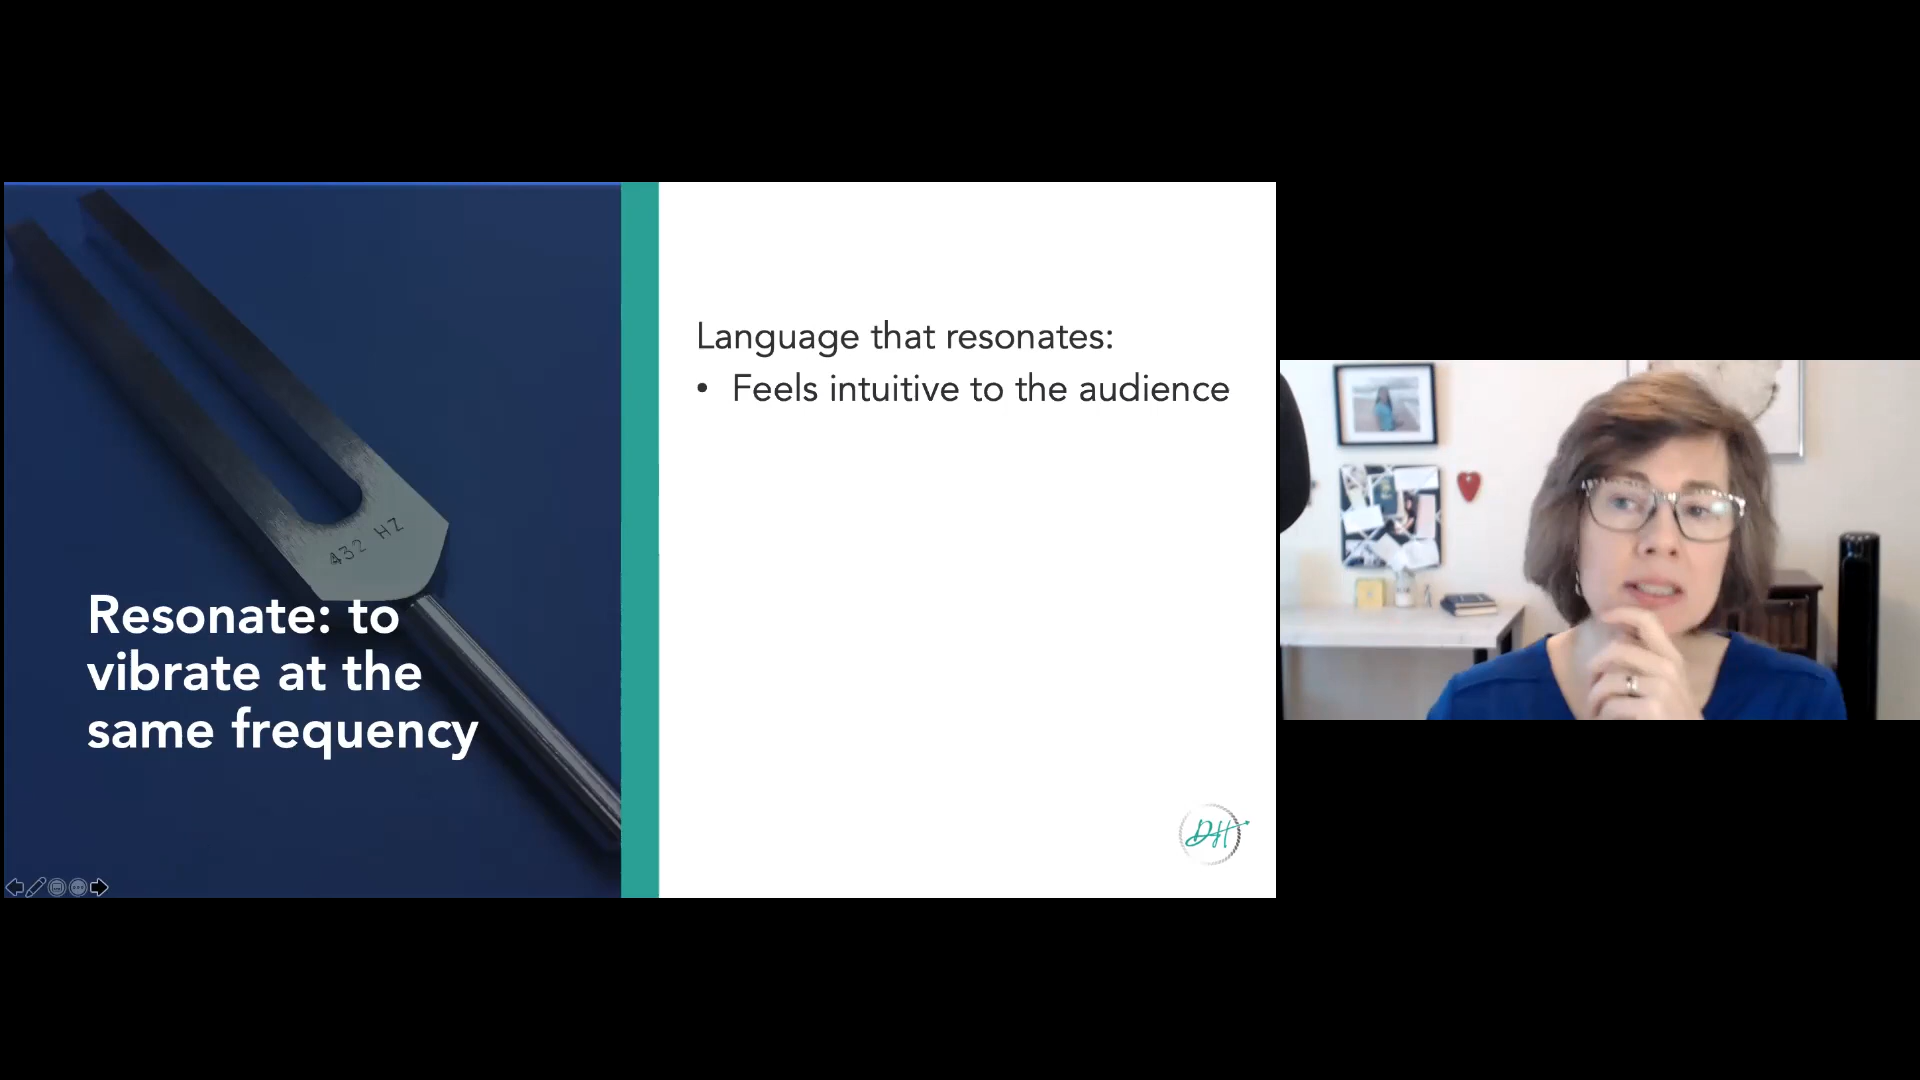 432 HZ
Resonate: to
vibrate at the
same frequency
Language that resonates:
• Feels intuitive to the audience
DH